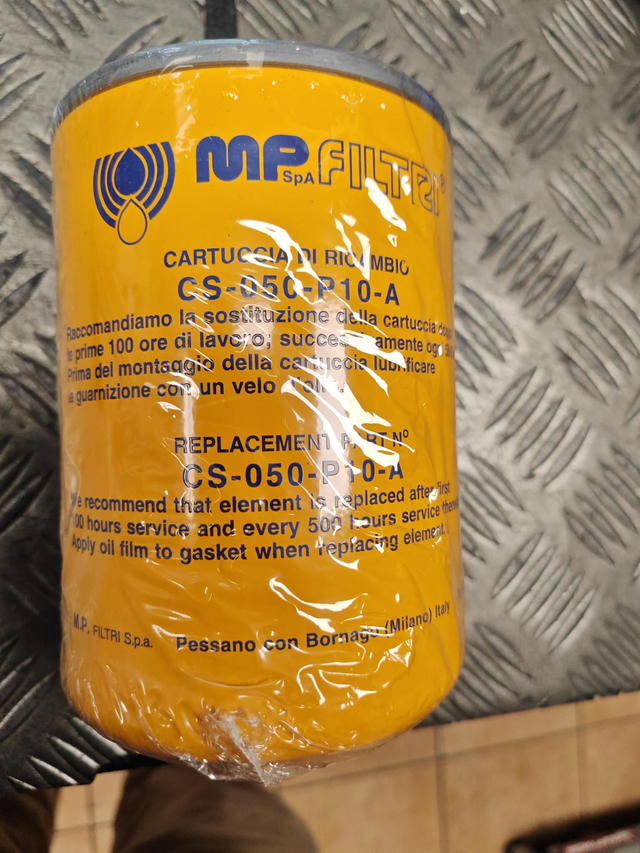 MP FILTRI®
SpA
CARTUCCIA DI RICAMBIO
CS-050-P10-A
Raccomandiamo la sostituzione della cartuccia dopo
le prime 100 ore di lavoro; successivamente ogni
Prima del montaggio della cartuccia lubrificare
la guarnizione con un velo d'olio.
REPLACEMENT PART N°
CS-050-P10-A
We recommend that element is replaced after first
100 hours service and every 500 hours service
Apply oil film to gasket when replacing element.
M.P. FILTRI S.p.a. Pessano con Bornago (Milano) Italy